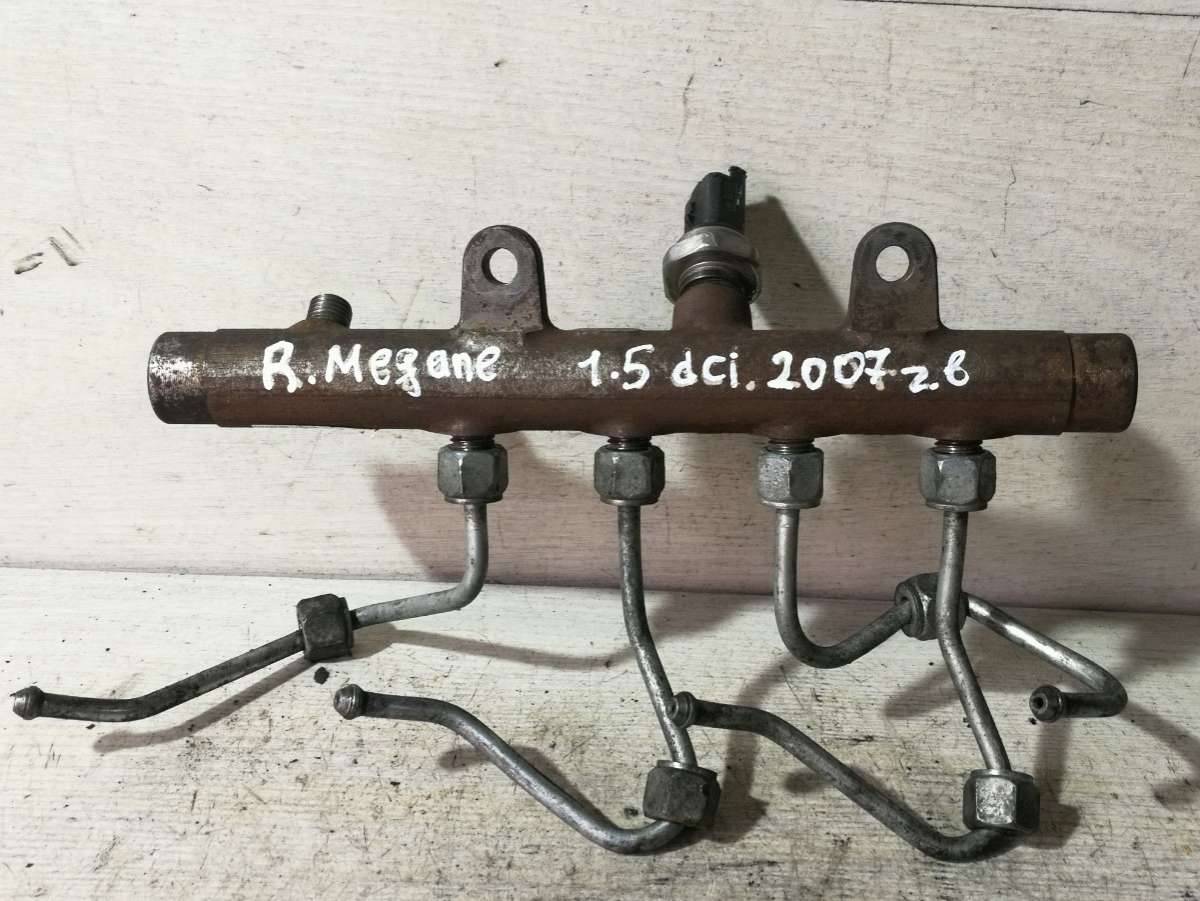 R. Megane 1.5 dci. 2007 г.в